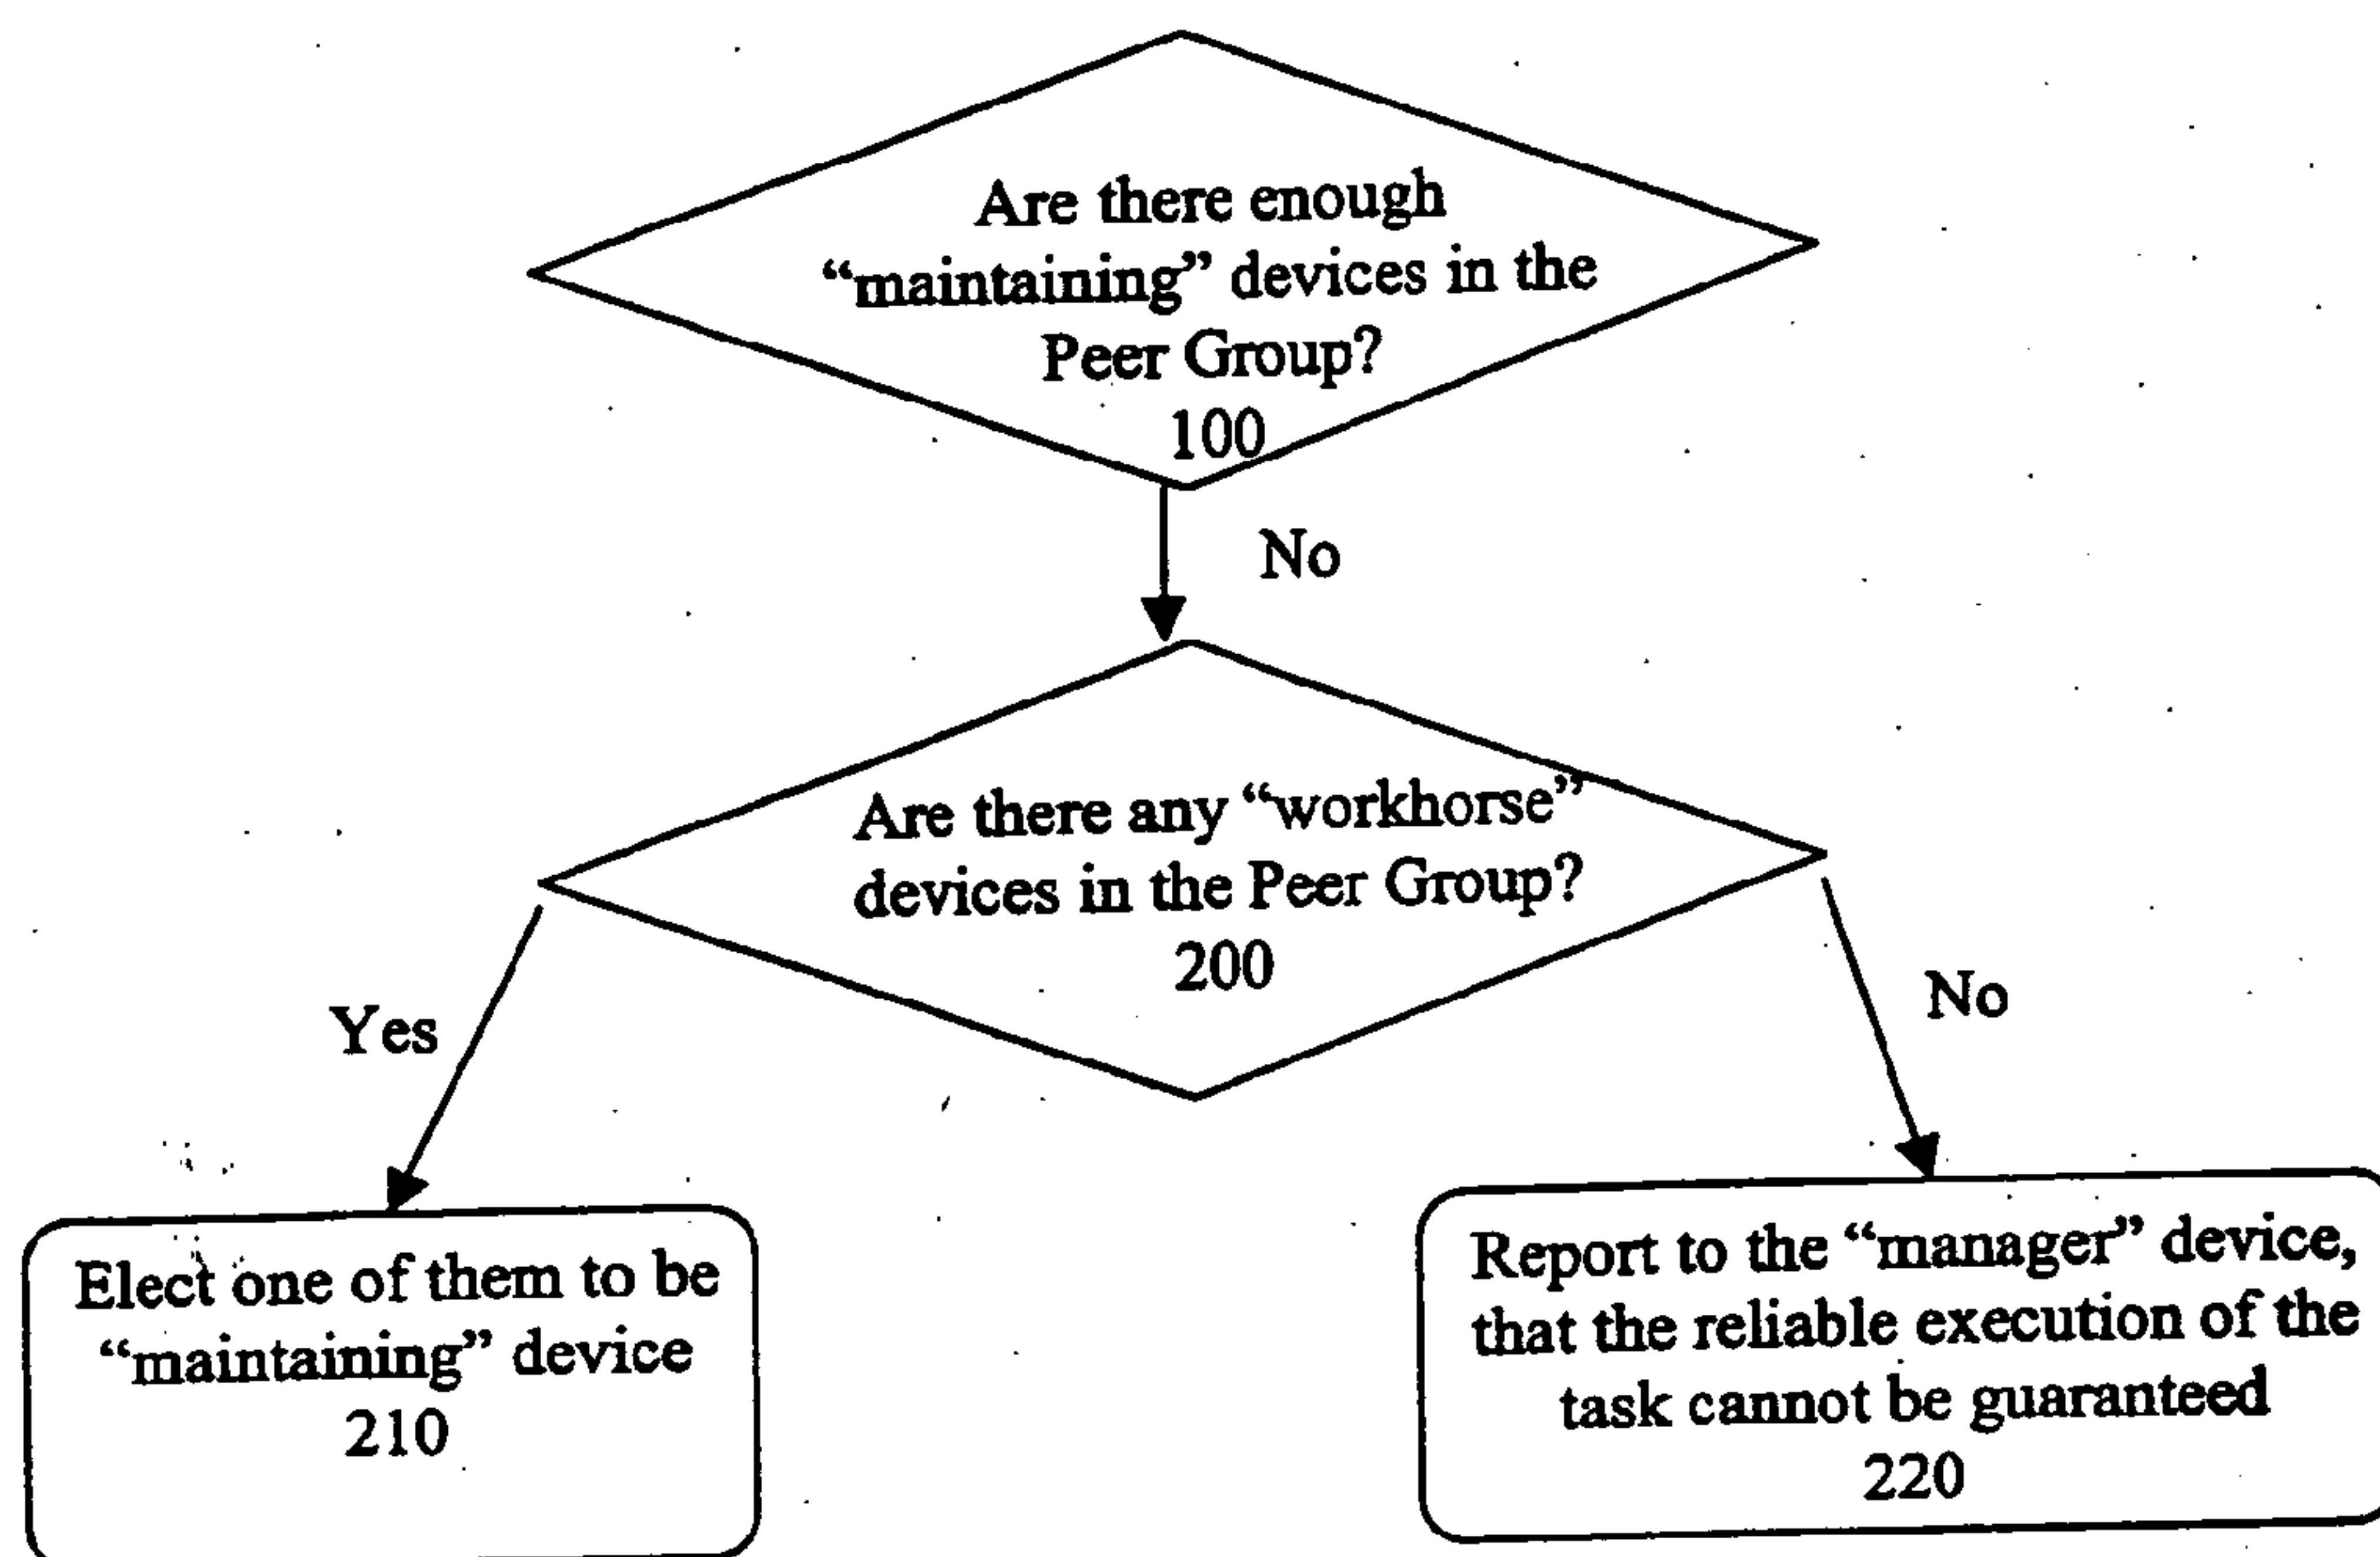 Are there enough
“maintaining” devices in the
Peer Group?
100
No
Are there any “workhorse”
devices in the Peer Group?
200
Yes
No
Elect one of them to be
“maintaining” device
210
Report to the “manager” device,
that the reliable execution of the
task cannot be guaranteed
220